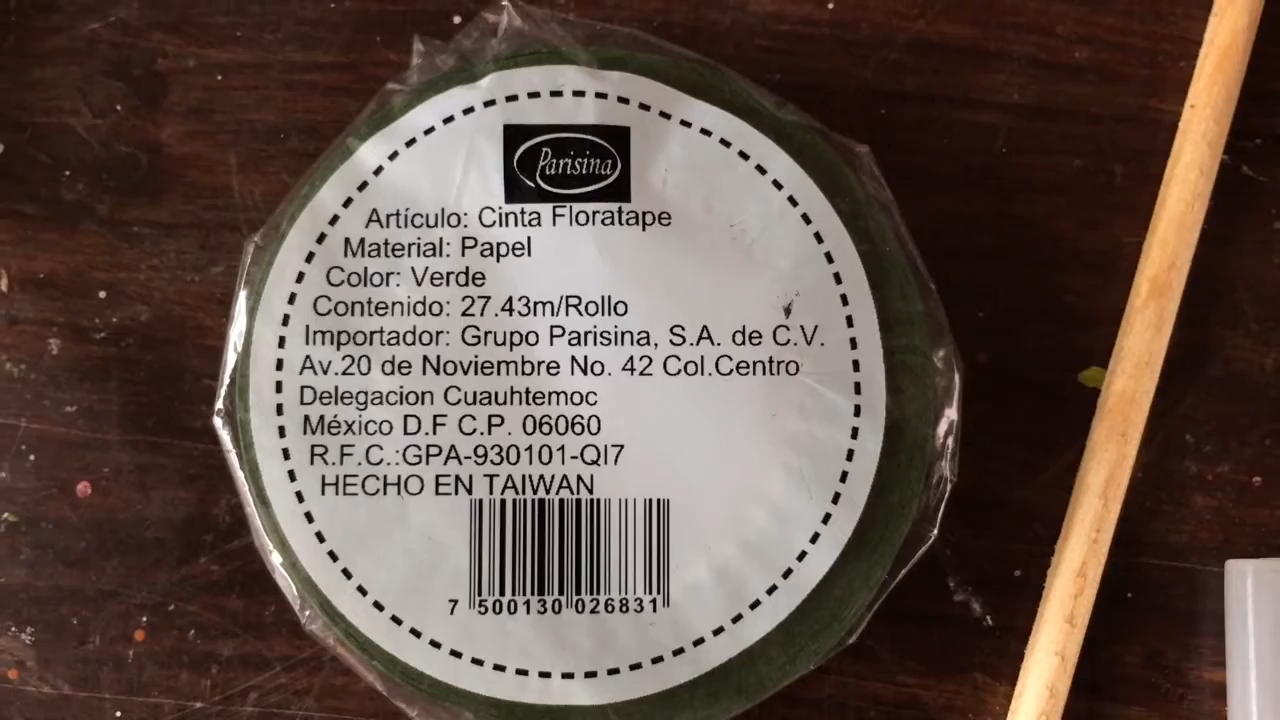 Parisina
Artículo: Cinta Floratape
Material: Papel
Color: Verde
Contenido: 27.43m/Rollo
Importador: Grupo Parisina, S.A. de C.V.
Av.20 de Noviembre No. 42 Col.Centro
Delegacion Cuauhtemoc
México D.F C.P. 06060
R.F.C.:GPA-930101-QI7
HECHO EN TAIWAN
7 500130 026831